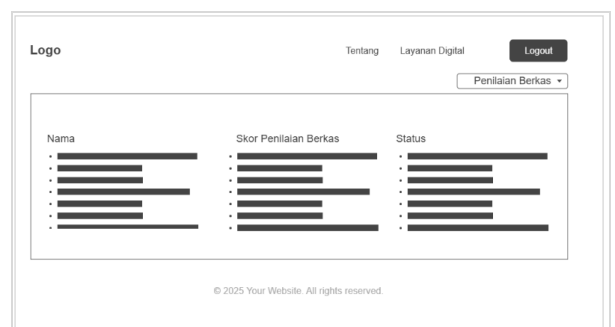 Logo
Tentang Layanan Digital Logout
Penilaian Berkas
Nama Skor Penilaian Berkas Status
© 2025 Your Website. All rights reserved.